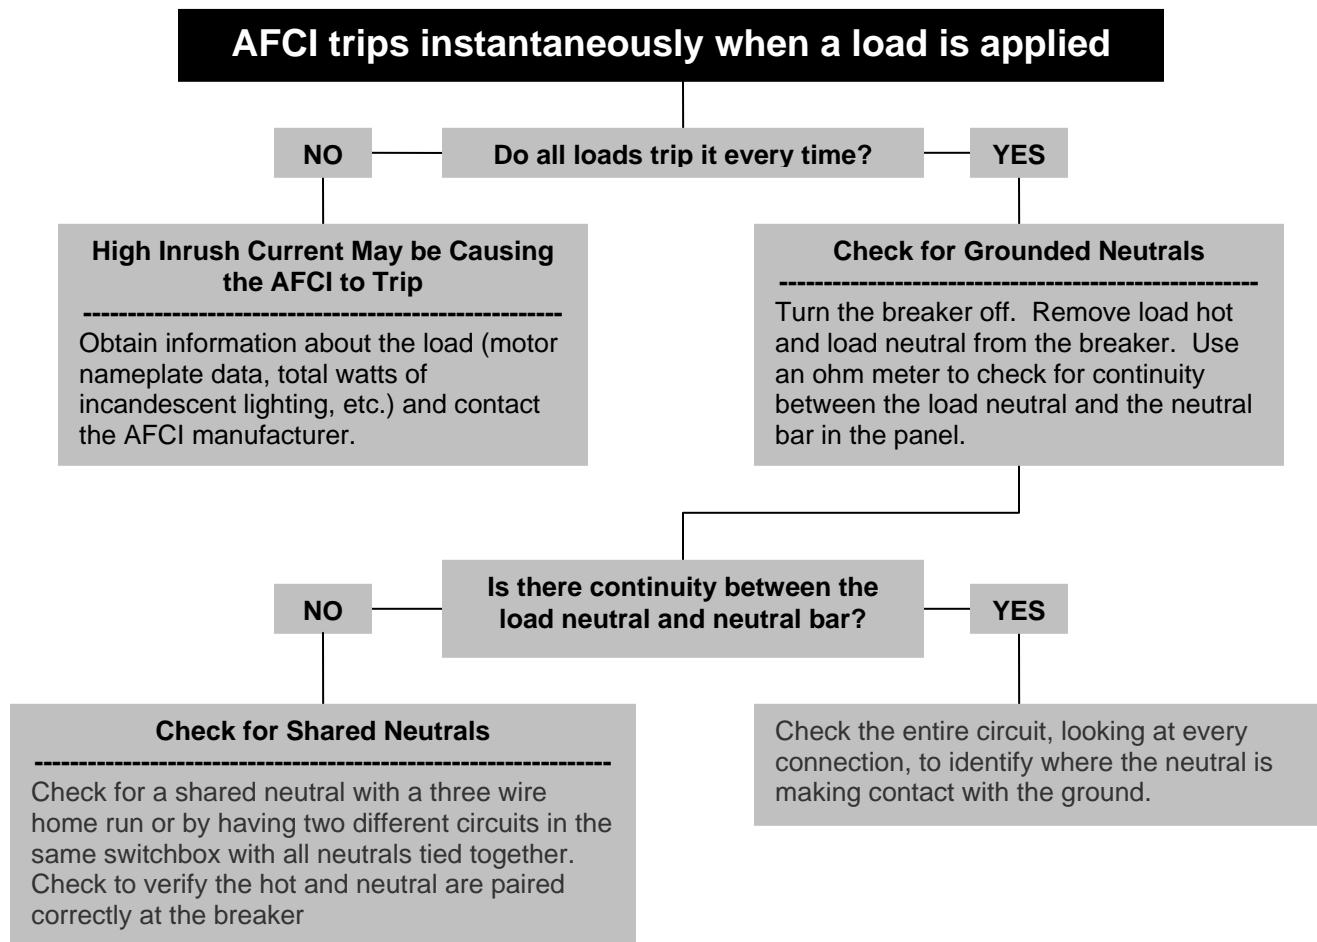 AFCI trips instantaneously when a load is applied
NO
Do all loads trip it every time?
YES
High Inrush Current May be Causing
the AFCI to Trip
------------------------------------------------------
Obtain information about the load (motor
nameplate data, total watts of
incandescent lighting, etc.) and contact
the AFCI manufacturer.
Check for Grounded Neutrals
------------------------------------------------------
Turn the breaker off.  Remove load hot
and load neutral from the breaker.  Use
an ohm meter to check for continuity
between the load neutral and the neutral
bar in the panel.
NO
Is there continuity between the
load neutral and neutral bar?
YES
Check for Shared Neutrals
-----------------------------------------------------------------
Check for a shared neutral with a three wire
home run or by having two different circuits in the
same switchbox with all neutrals tied together.
Check to verify the hot and neutral are paired
correctly at the breaker
Check the entire circuit, looking at every
connection, to identify where the neutral is
making contact with the ground.